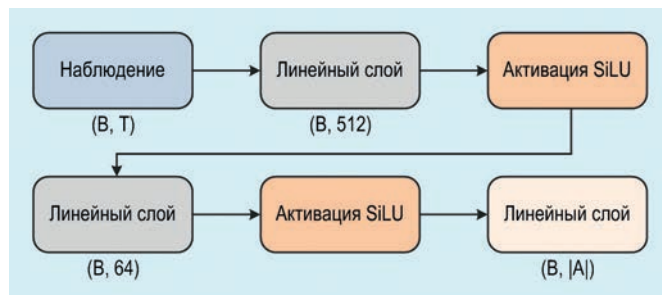 Наблюдение
Линейный слой
Активация SiLU
(B, T)
(B, 512)
Линейный слой
Активация SiLU
Линейный слой
(B, 64)
(B, |A|)